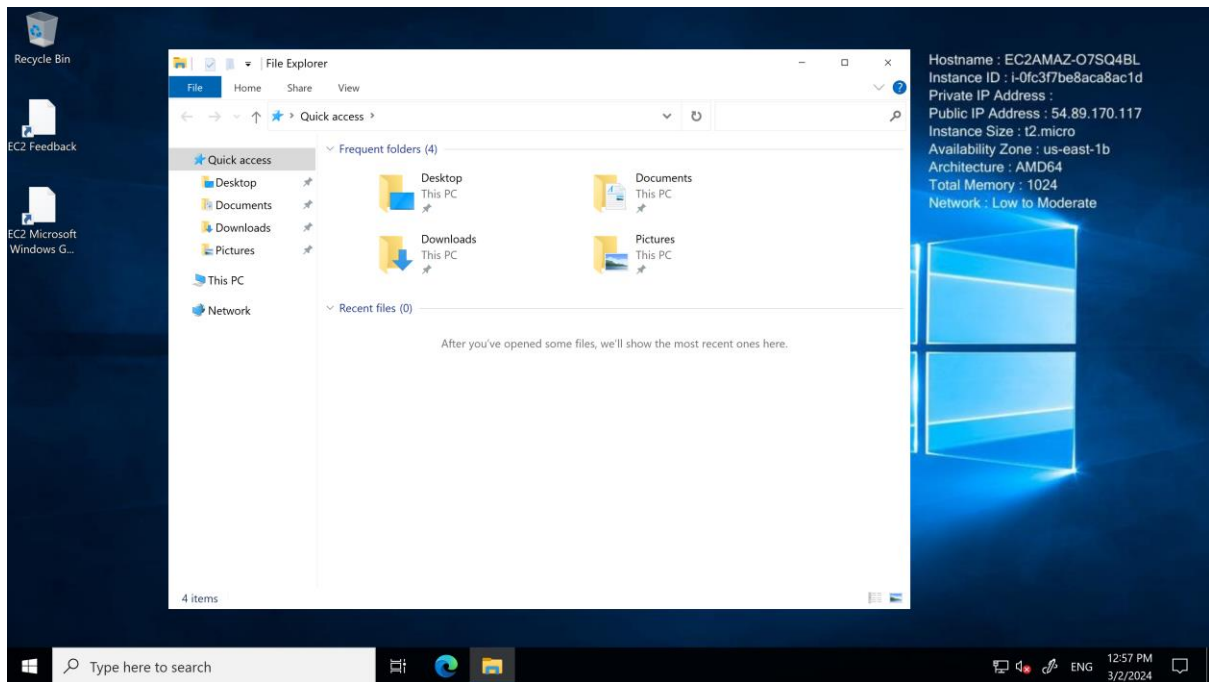 Recycle Bin
EC2 Feedback
EC2 Microsoft
Windows G...
File Explorer
File Home Share View
Quick access
Quick access
Desktop
Documents
Downloads
Pictures
This PC
Network
Frequent folders (4)
Desktop
This PC
Documents
This PC
Downloads
This PC
Pictures
This PC
Recent files (0)
After you've opened some files, we'll show the most recent ones here.
4 items
Hostname : EC2AMAZ-O7SQ4BL
Instance ID : i-0fc3f7be8aca8ac1d
Private IP Address :
Public IP Address : 54.89.170.117
Instance Size : t2.micro
Availability Zone : us-east-1b
Architecture : AMD64
Total Memory : 1024
Network : Low to Moderate
Type here to search
ENG
12:57 PM
3/2/2024